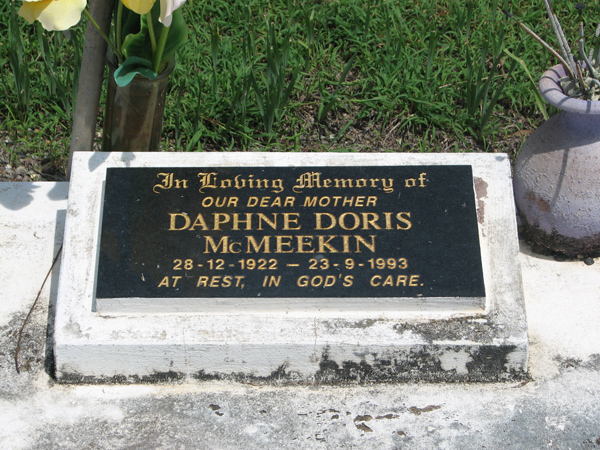 In Loving Memory of
OUR DEAR MOTHER
DAPHNE DORIS
McMEEKIN
28-12-1922 — 23-9-1993
AT REST, IN GOD'S CARE.